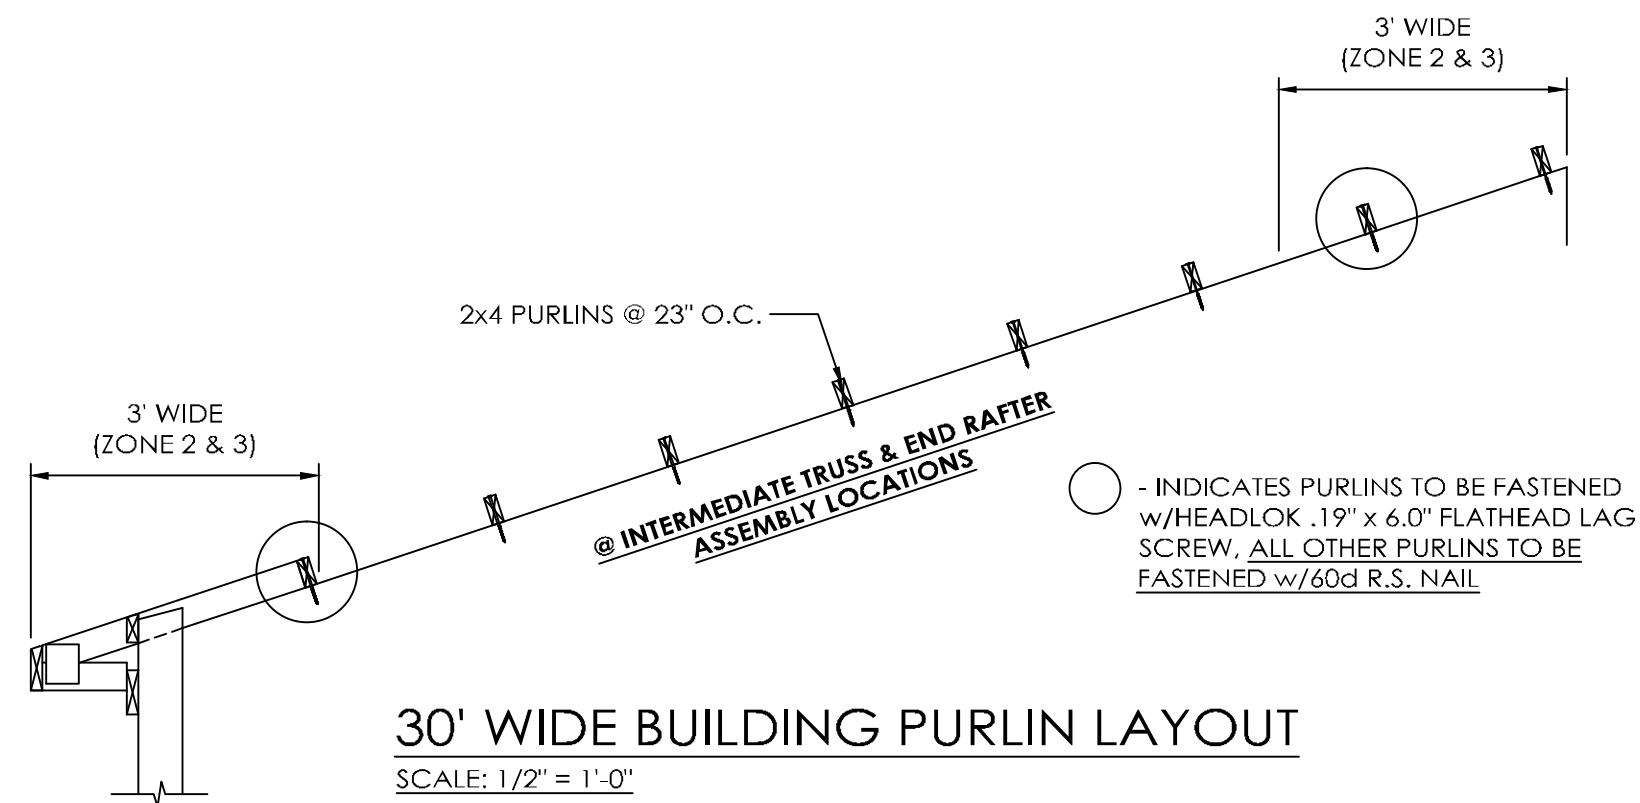 3' WIDE
(ZONE 2 & 3)
2x4 PURLINS @ 23" O.C.
3' WIDE
(ZONE 2 & 3)
@ INTERMEDIATE TRUSS & END RAFTER
ASSEMBLY LOCATIONS
- INDICATES PURLINS TO BE FASTENED
w/HEADLOK .19" x 6.0" FLATHEAD LAG
SCREW, ALL OTHER PURLINS TO BE
FASTENED w/60d R.S. NAIL
30' WIDE BUILDING PURLIN LAYOUT
SCALE: 1/2" = 1'-0"